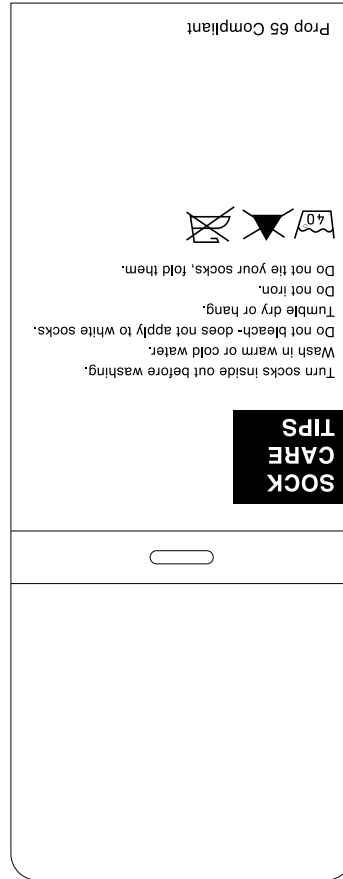 SOCK
CARE
TIPS
Turn socks inside out before washing.
Wash in warm or cold water.
Do not bleach- does not apply to white socks.
Tumble dry or hang.
Do not iron.
Do not tie your socks, fold them.
40
Prop 65 Compliant